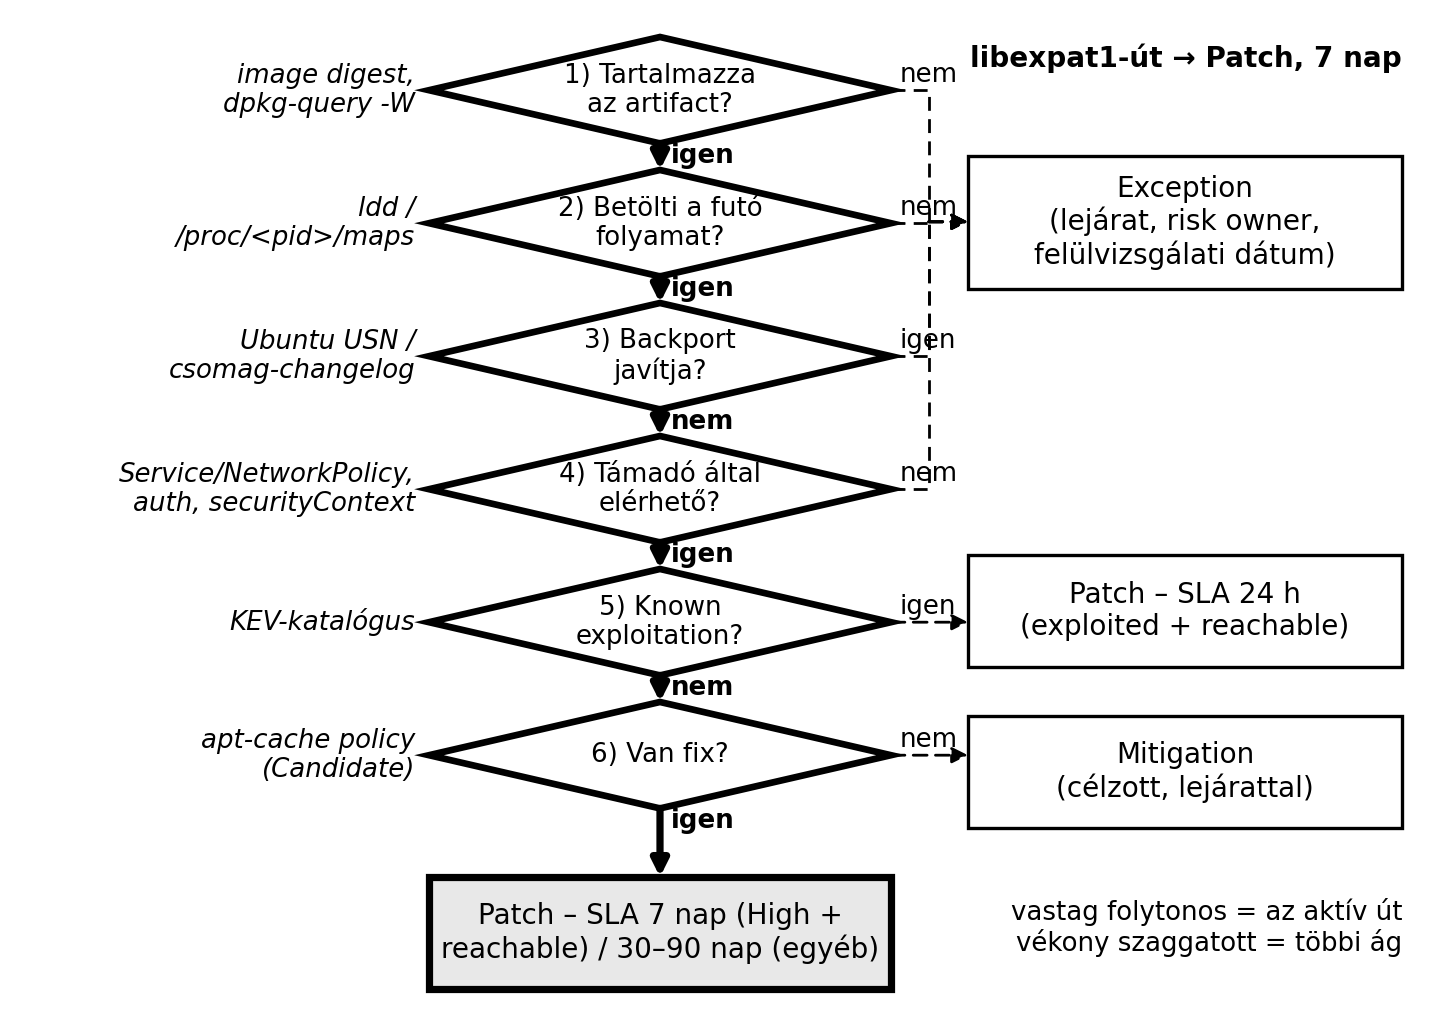 libexpat1-út → Patch, 7 nap
image digest,
dpkg-query -W
1) Tartalmazza
az artifact?
nem
igen
ldd /
/proc/<pid>/maps
2) Betölti a futó
folyamat?
nem
Exception
(lejárat, risk owner,
felülvizsgálati dátum)
igen
Ubuntu USN /
csomag-changelog
3) Backport
javítja?
igen
nem
Service/NetworkPolicy,
auth, securityContext
4) Támadó által
elérhető?
nem
igen
KEV-katalógus
5) Known
exploitation?
igen
Patch – SLA 24 h
(exploited + reachable)
nem
apt-cache policy
(Candidate)
6) Van fix?
nem
Mitigation
(célzott, lejárattal)
igen
Patch – SLA 7 nap (High +
reachable) / 30–90 nap (egyéb)
vastag folytonos = az aktív út
vékony szaggatott = többi ág